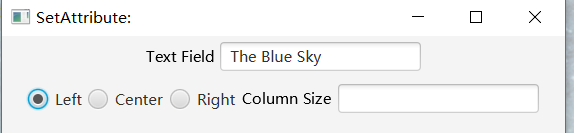 SetAttribute:
Text Field The Blue Sky
Left Center Right Column Size